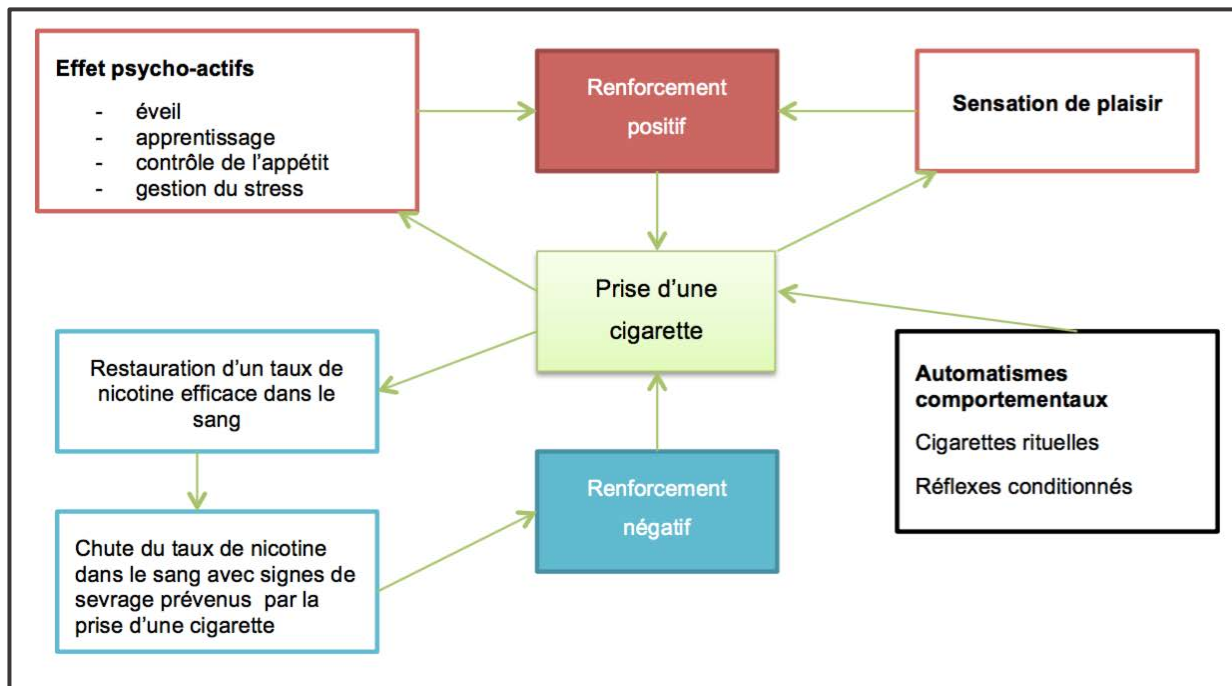 Effet psycho-actifs
- éveil
- apprentissage
- contrôle de l'appétit
- gestion du stress
Renforcement
positif
Sensation de plaisir
Prise d'une
cigarette
Restauration d'un taux de
nicotine efficace dans le
sang
Automatismes
comportementaux
Cigarettes rituelles
Réflexes conditionnés
Renforcement
négatif
Chute du taux de nicotine
dans le sang avec signes de
sevrage prévenus par la
prise d'une cigarette